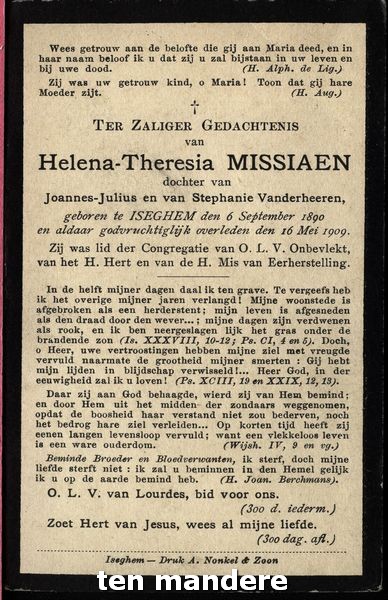 Wees getrouw aan de belofte die gij aan Maria deed, en in
haar naam beloof ik u dat zij u zal bijstaan in uw leven en
bij uwe dood. (H. Alph. de Lig.)
Zij was uw getrouw kind, o Maria! Toon dat gij hare
Moeder zijt. (H. Aug.)
†
Ter Zaliger Gedachtenis
van
Helena-Theresia MISSIAEN
dochter van
Joannes-Julius en van Stephanie Vanderheeren,
geboren te ISEGHEM den 6 September 1890
en aldaar godvruchtiglijk overleden den 16 Mei 1909.
Zij was lid der Congregatie van O. L. V. Onbevlekt,
van het H. Hert en van de H. Mis van Eerherstelling.
In de helft mijner dagen daal ik ten grave. Te vergeefs heb
ik het overige mijner jaren verlangd! Mijne woonstede is
afgebroken als een herderstent; mijn leven is afgesneden
als den draad door den wever...; mijne dagen zijn verdwenen
als rook, en ik ben neergeslagen lijk het gras onder de
brandende zon (Is. XXXVIII, 10-12; Ps. CI, 4 en 5). Doch,
o Heer, uwe vertroostingen hebben mijne ziel met vreugde
vervuld naarmate de grootheid mijner smerten : Gij hebt
mijn lijden in blijdschap verwisseld!... Heer God, in der
eeuwigheid zal ik u loven! (Ps. XCIII, 19 en XXIX, 12, 13).
Daar zij aan God behaagde, wierd zij van Hem bemind;
en door Hem uit het midden der zondaars weggenomen,
opdat de boosheid haar verstand niet zou bederven, noch
het bedrog hare ziel verleiden... Op korten tijd heeft zij
eenen langen levensloop vervuld; want een vlekkeloos leven
is een ware ouderdom. (Wijsh. IV, 9 en vg.)
Beminde Broeder en Bloedverwanten, ik sterf, doch mijne
liefde sterft niet : ik zal u beminnen in den Hemel gelijk
ik u op de aarde bemind heb. (H. Joan. Berchmans).
O. L. V. van Lourdes, bid voor ons.
(300 d. iederm.)
Zoet Hert van Jesus, wees al mijne liefde.
(300 dag. afl.)
Iseghem — Druk A. Nonkel & Zoon
ten mandere